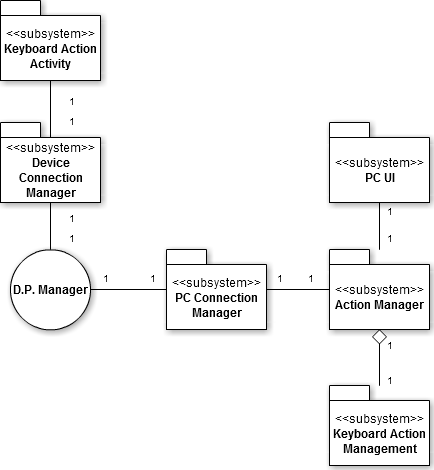 <<subsystem>>
Keyboard Action
Activity
1
1
<<subsystem>>
Device
Connection
Manager
1
1
D.P. Manager
1
1
<<subsystem>>
PC Connection
Manager
1
1
<<subsystem>>
PC UI
1
1
<<subsystem>>
Action Manager
1
1
<<subsystem>>
Keyboard Action
Management